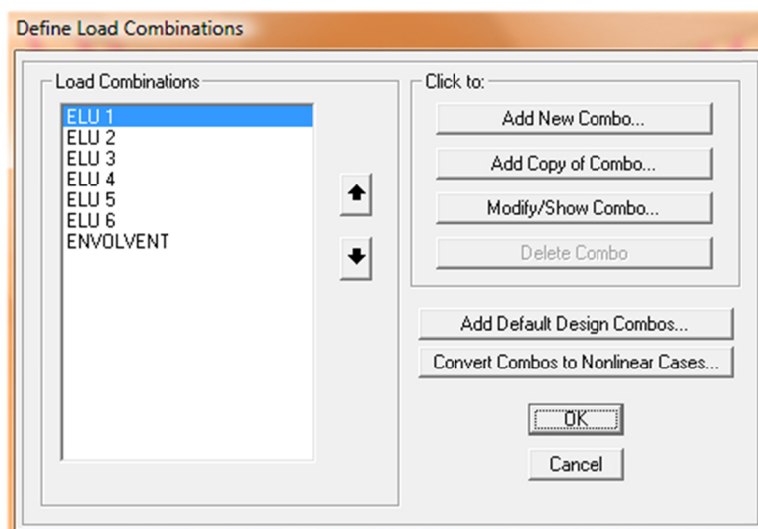 Define Load Combinations
Load Combinations
ELU 1
ELU 2
ELU 3
ELU 4
ELU 5
ELU 6
ENVOLVENT
Click to:
Add New Combo...
Add Copy of Combo...
Modify/Show Combo...
Delete Combo
Add Default Design Combos...
Convert Combos to Nonlinear Cases...
OK
Cancel